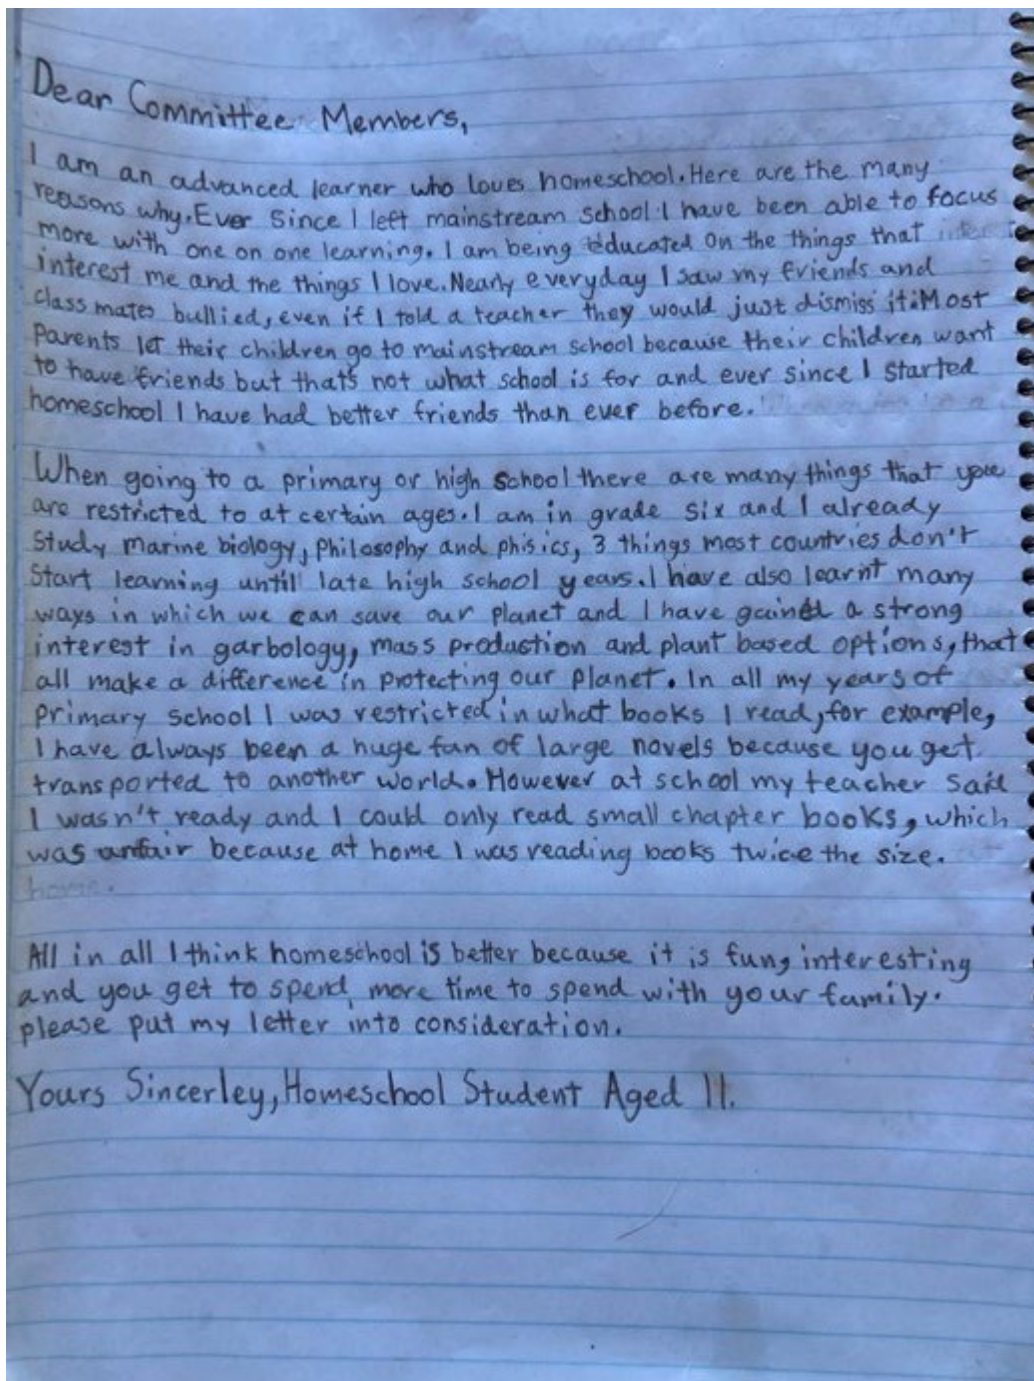 Dear Committee Members,
I am an advanced learner who loves homeschool. Here are the many
reasons why. Ever Since I left mainstream school I have been able to focus
more with one on one learning. I am being educated On the things that
interest me and the things I love. Nearly everyday I saw my friends and
class mates bullied, even if I told a teacher they would just dismiss it. Most
Parents let their children go to mainstream school because their children want
to have friends but that's not what school is for and ever since I started
homeschool I have had better friends than ever before.
When going to a primary or high school there are many things that you
are restricted to at certain ages. I am in grade six and I already
Study marine biology, Philosophy and phisics, 3 things most countries don't
Start learning until late high school years. I have also learnt many
ways in which we can save our planet and I have gained a strong
interest in garbology, mass production and plant based options, that
all make a difference in protecting our planet. In all my years of
Primary school I was restricted in what books I read, for example,
I have always been a huge fan of large novels because you get
transported to another world. However at school my teacher said
I wasn't ready and I could only read small chapter books, which
was unfair because at home I was reading books twice the size.
home.
All in all I think homeschool is better because it is fun, interesting
and you get to spend more time to spend with your family.
please put my letter into consideration.
Yours Sincerley, Homeschool Student Aged 11.